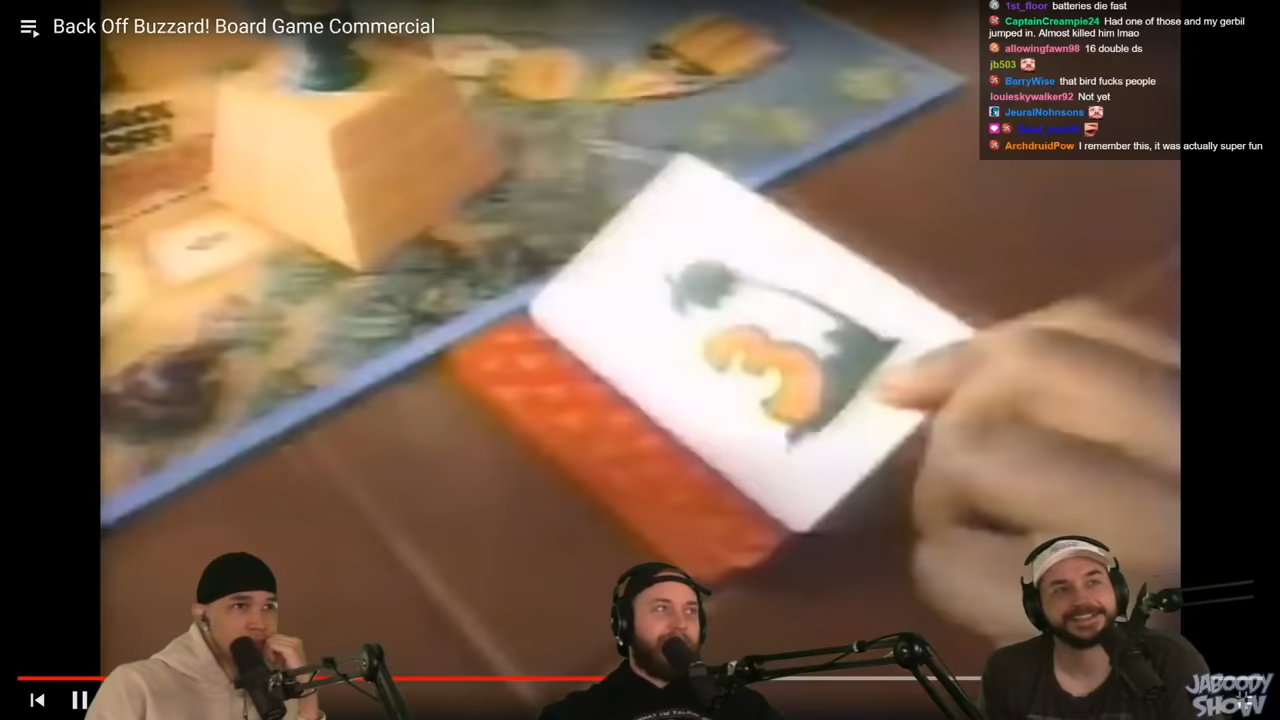 Back Off Buzzard! Board Game Commercial
1st_floor batteries die fast
CaptainCreampie24 Had one of those and my gerbil
jumped in. Almost killed him lmao
allowingfawn98 16 double ds
jb503
BarryWise that bird fucks people
louieskywalker92 Not yet
JeuralNohnsons
ArchdruidPow I remember this, it was actually super fun
JABOODY
SHOW